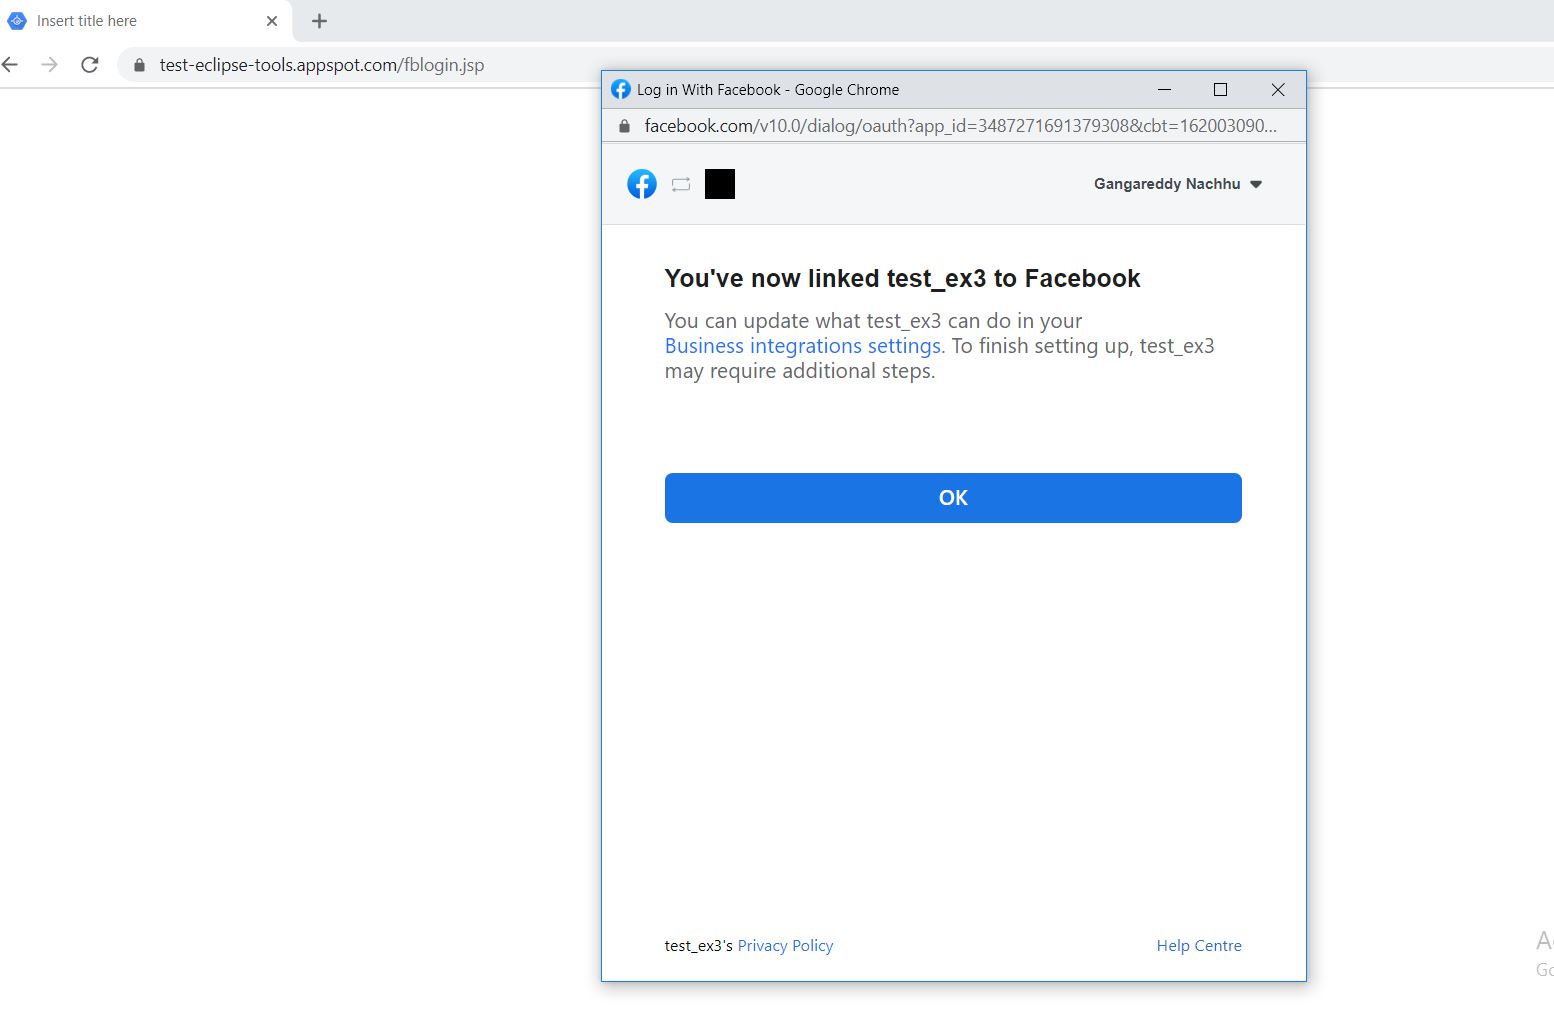 Insert title here
test-eclipse-tools.appspot.com/fblogin.jsp
Log in With Facebook - Google Chrome
facebook.com/v10.0/dialog/oauth?app_id=3487271691379308&cbt=162003090...
Gangareddy Nachhu
You've now linked test_ex3 to Facebook
You can update what test_ex3 can do in your
Business integrations settings. To finish setting up, test_ex3
may require additional steps.
OK
test_ex3's Privacy Policy
Help Centre